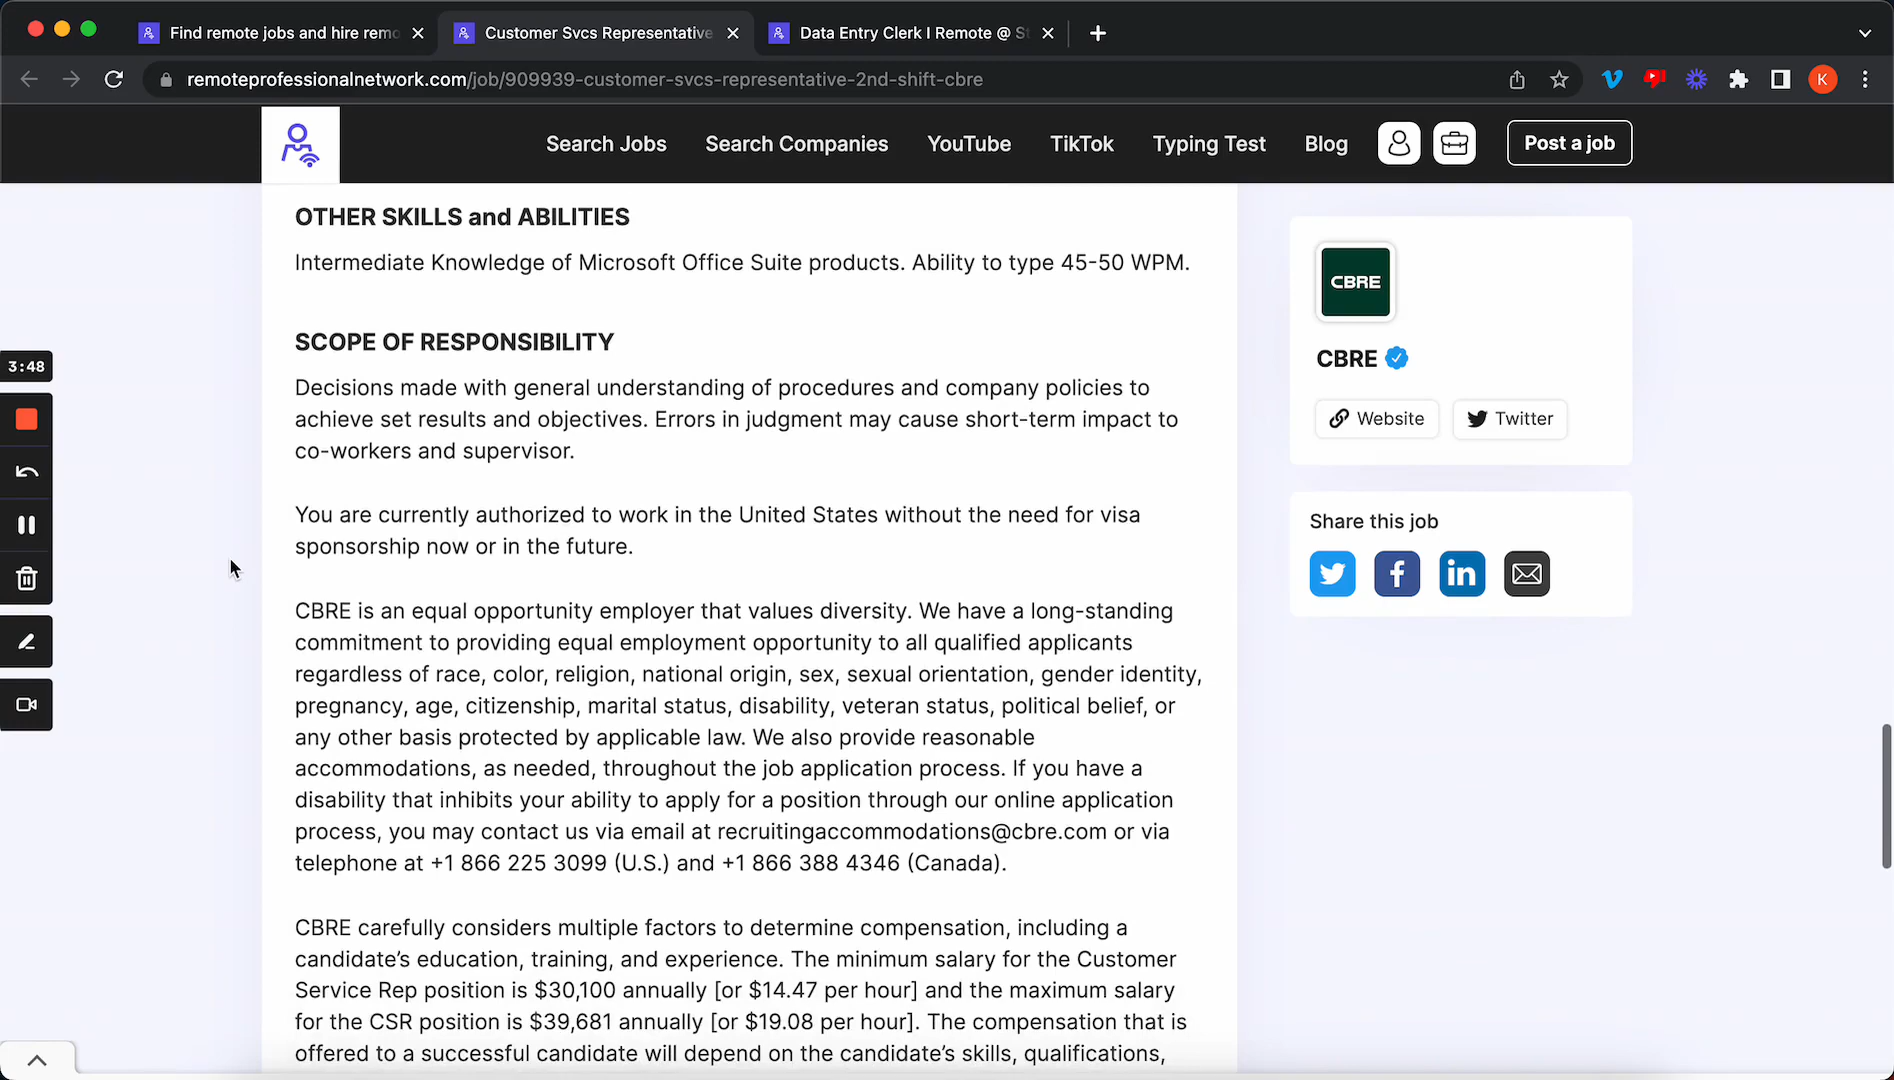 Find remote jobs and hire remo
Customer Svcs Representative
Data Entry Clerk I Remote @ St
remoteprofessionalnetwork.com/job/909939-customer-svcs-representative-2nd-shift-cbre
K
Search Jobs
Search Companies
YouTube
TikTok
Typing Test
Blog
Post a job
OTHER SKILLS and ABILITIES
Intermediate Knowledge of Microsoft Office Suite products. Ability to type 45-50 WPM.
SCOPE OF RESPONSIBILITY
Decisions made with general understanding of procedures and company policies to
achieve set results and objectives. Errors in judgment may cause short-term impact to
co-workers and supervisor.
You are currently authorized to work in the United States without the need for visa
sponsorship now or in the future.
CBRE is an equal opportunity employer that values diversity. We have a long-standing
commitment to providing equal employment opportunity to all qualified applicants
regardless of race, color, religion, national origin, sex, sexual orientation, gender identity,
pregnancy, age, citizenship, marital status, disability, veteran status, political belief, or
any other basis protected by applicable law. We also provide reasonable
accommodations, as needed, throughout the job application process. If you have a
disability that inhibits your ability to apply for a position through our online application
process, you may contact us via email at recruitingaccommodations@cbre.com or via
telephone at +1 866 225 3099 (U.S.) and +1 866 388 4346 (Canada).
CBRE carefully considers multiple factors to determine compensation, including a
candidate’s education, training, and experience. The minimum salary for the Customer
Service Rep position is $30,100 annually [or $14.47 per hour] and the maximum salary
for the CSR position is $39,681 annually [or $19.08 per hour]. The compensation that is
offered to a successful candidate will depend on the candidate’s skills, qualifications,
CBRE
CBRE
Website
Twitter
Share this job
3:48